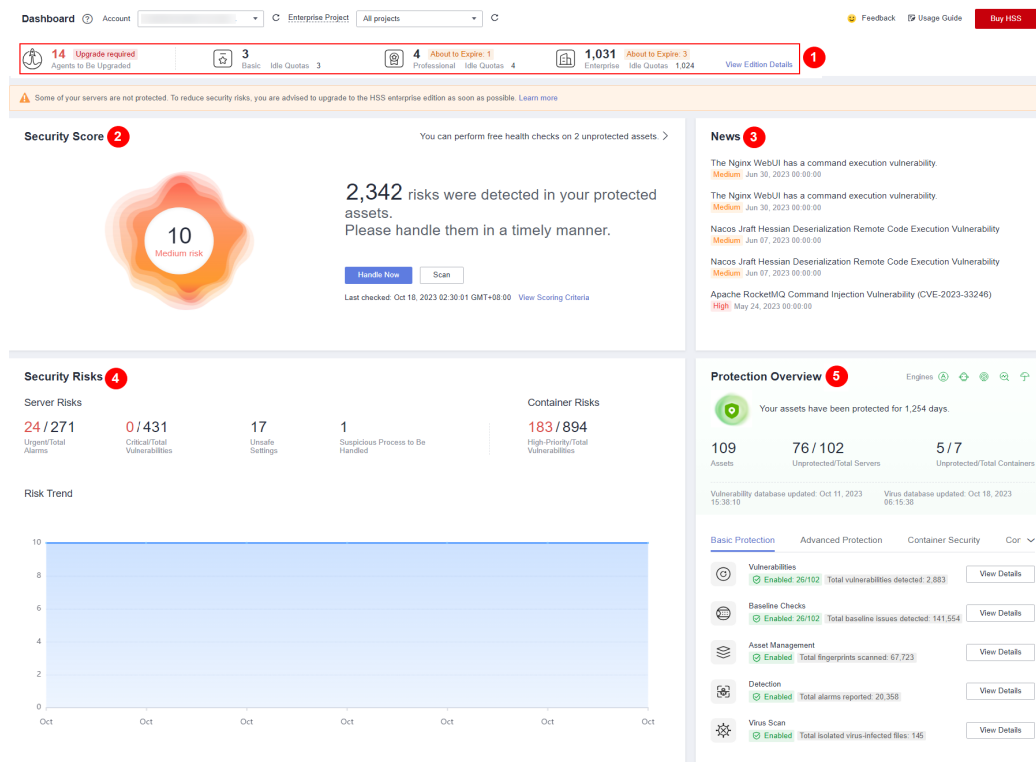 Dashboard ? Account Enterprise Project All projects Feedback Usage Guide Buy HSS
14 Upgrade required
Agents to Be Upgraded
3
Basic Idle Quotas 3
4 About to Expire: 1
Professional Idle Quotas 4
1,031 About to Expire: 3
Enterprise Idle Quotas 1,024
View Edition Details
1
Some of your servers are not protected. To reduce security risks, you are advised to upgrade to the HSS enterprise edition as soon as possible. Learn more
Security Score 2
You can perform free health checks on 2 unprotected assets.
10
Medium risk
2,342 risks were detected in your protected
assets.
Please handle them in a timely manner.
Handle Now Scan
Last checked: Oct 18, 2023 02:30:01 GMT+08:00 View Scoring Criteria
News 3
The Nginx WebUI has a command execution vulnerability.
Medium Jun 30, 2023 00:00:00
The Nginx WebUI has a command execution vulnerability.
Medium Jun 30, 2023 00:00:00
Nacos Jraft Hessian Deserialization Remote Code Execution Vulnerability
Medium Jun 07, 2023 00:00:00
Nacos Jraft Hessian Deserialization Remote Code Execution Vulnerability
Medium Jun 07, 2023 00:00:00
Apache RocketMQ Command Injection Vulnerability (CVE-2023-33246)
High May 24, 2023 00:00:00
Security Risks 4
Server Risks
24/271
Urgent/Total
Alarms
0/431
Critical/Total
Vulnerabilities
17
Unsafe
Settings
1
Suspicious Process to Be
Handled
Container Risks
183/894
High-Priority/Total
Vulnerabilities
Risk Trend
10
8
6
4
2
0
Oct Oct Oct Oct Oct Oct Oct
Protection Overview 5
Engines
Your assets have been protected for 1,254 days.
109
Assets
76/102
Unprotected/Total Servers
5/7
Unprotected/Total Containers
Vulnerability database updated: Oct 11, 2023
15:38:10
Virus database updated: Oct 18, 2023
06:15:38
Basic Protection Advanced Protection Container Security Cor
Vulnerabilities
Enabled: 26/102 Total vulnerabilities detected: 2,883
View Details
Baseline Checks
Enabled: 26/102 Total baseline issues detected: 141,554
View Details
Asset Management
Enabled Total fingerprints scanned: 67,723
View Details
Detection
Enabled Total alarms reported: 20,358
View Details
Virus Scan
Enabled Total isolated virus-infected files: 145
View Details